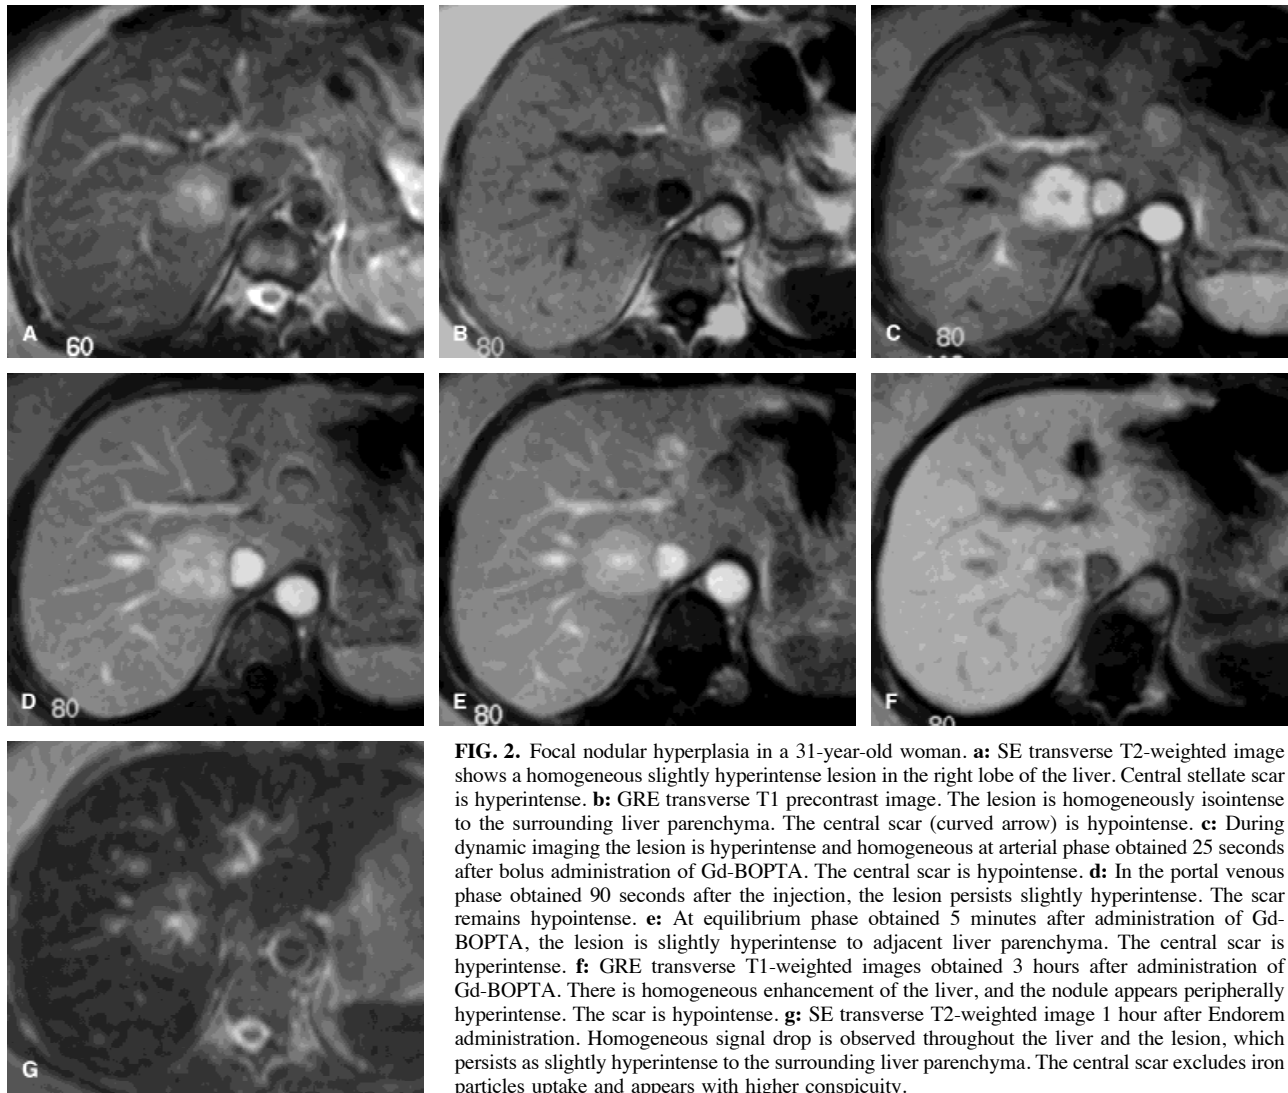 A
60
B
80
C
80
D
80
E
80
F
80
G
FIG. 2. Focal nodular hyperplasia in a 31-year-old woman. a: SE transverse T2-weighted image
shows a homogeneous slightly hyperintense lesion in the right lobe of the liver. Central stellate scar
is hyperintense. b: GRE transverse T1 precontrast image. The lesion is homogeneously isointense
to the surrounding liver parenchyma. The central scar (curved arrow) is hypointense. c: During
dynamic imaging the lesion is hyperintense and homogeneous at arterial phase obtained 25 seconds
after bolus administration of Gd-BOPTA. The central scar is hypointense. d: In the portal venous
phase obtained 90 seconds after the injection, the lesion persists slightly hyperintense. The scar
remains hypointense. e: At equilibrium phase obtained 5 minutes after administration of Gd-
BOPTA, the lesion is slightly hyperintense to adjacent liver parenchyma. The central scar is
hyperintense. f: GRE transverse T1-weighted images obtained 3 hours after administration of
Gd-BOPTA. There is homogeneous enhancement of the liver, and the nodule appears peripherally
hyperintense. The scar is hypointense. g: SE transverse T2-weighted image 1 hour after Endorem
administration. Homogeneous signal drop is observed throughout the liver and the lesion, which
persists as slightly hyperintense to the surrounding liver parenchyma. The central scar excludes iron
particles uptake and appears with higher conspicuity.